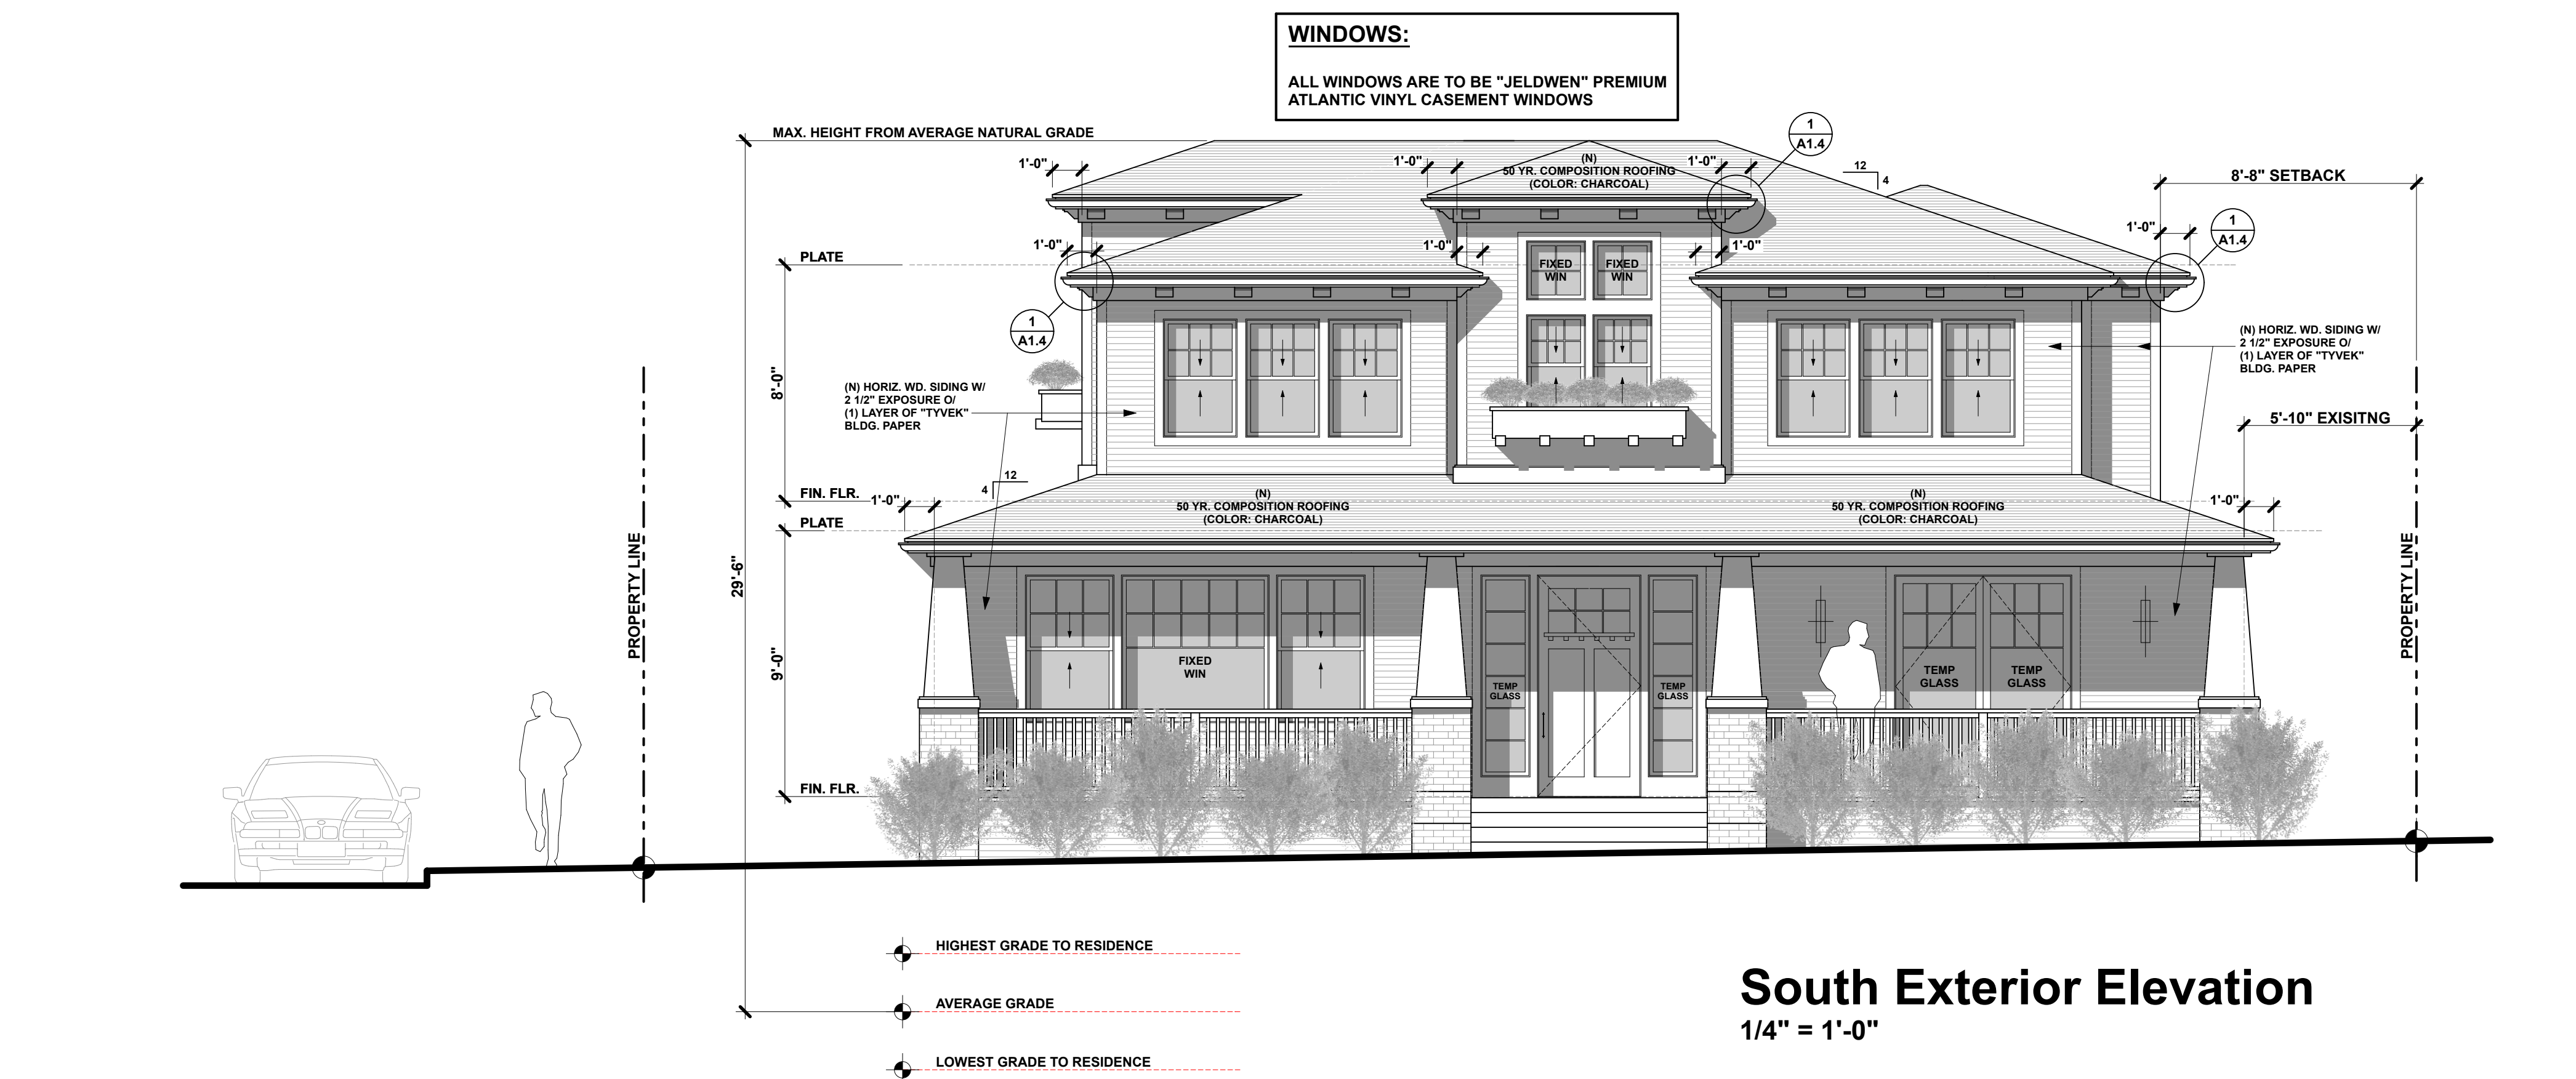 WINDOWS:
ALL WINDOWS ARE TO BE "JELDWEN" PREMIUM
ATLANTIC VINYL CASEMENT WINDOWS
MAX. HEIGHT FROM AVERAGE NATURAL GRADE
1
A1.4
1'-0"
1'-0"
(N)
50 YR. COMPOSITION ROOFING
(COLOR: CHARCOAL)
1'-0"
12
4
8'-8" SETBACK
1'-0"
1
A1.4
PLATE
1'-0"
1'-0"
1'-0"
FIXED
WIN
FIXED
WIN
1
A1.4
8'-0"
(N) HORIZ. WD. SIDING W/
2 1/2" EXPOSURE O/
(1) LAYER OF "TYVEK"
BLDG. PAPER
(N) HORIZ. WD. SIDING W/
2 1/2" EXPOSURE O/
(1) LAYER OF "TYVEK"
BLDG. PAPER
5'-10" EXISITNG
12
4
FIN. FLR.
1'-0"
(N)
50 YR. COMPOSITION ROOFING
(COLOR: CHARCOAL)
(N)
50 YR. COMPOSITION ROOFING
(COLOR: CHARCOAL)
1'-0"
PLATE
PROPERTY LINE
29'-6"
9'-0"
PROPERTY LINE
FIXED
WIN
TEMP
GLASS
TEMP
GLASS
TEMP
GLASS
TEMP
GLASS
FIN. FLR.
HIGHEST GRADE TO RESIDENCE
AVERAGE GRADE
LOWEST GRADE TO RESIDENCE
South Exterior Elevation
1/4" = 1'-0"